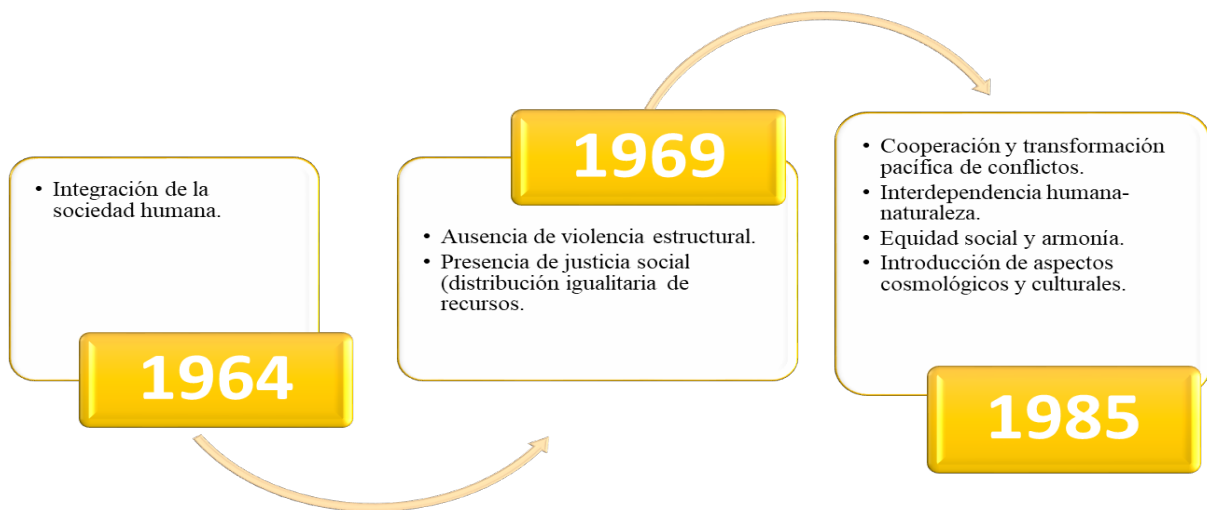 • Integración de la
sociedad humana.
1964
1969
• Ausencia de violencia estructural.
• Presencia de justicia social
(distribución igualitaria de
recursos.
• Cooperación y transformación
pacífica de conflictos.
• Interdependencia humana-
naturaleza.
• Equidad social y armonía.
• Introducción de aspectos
cosmológicos y culturales.
1985